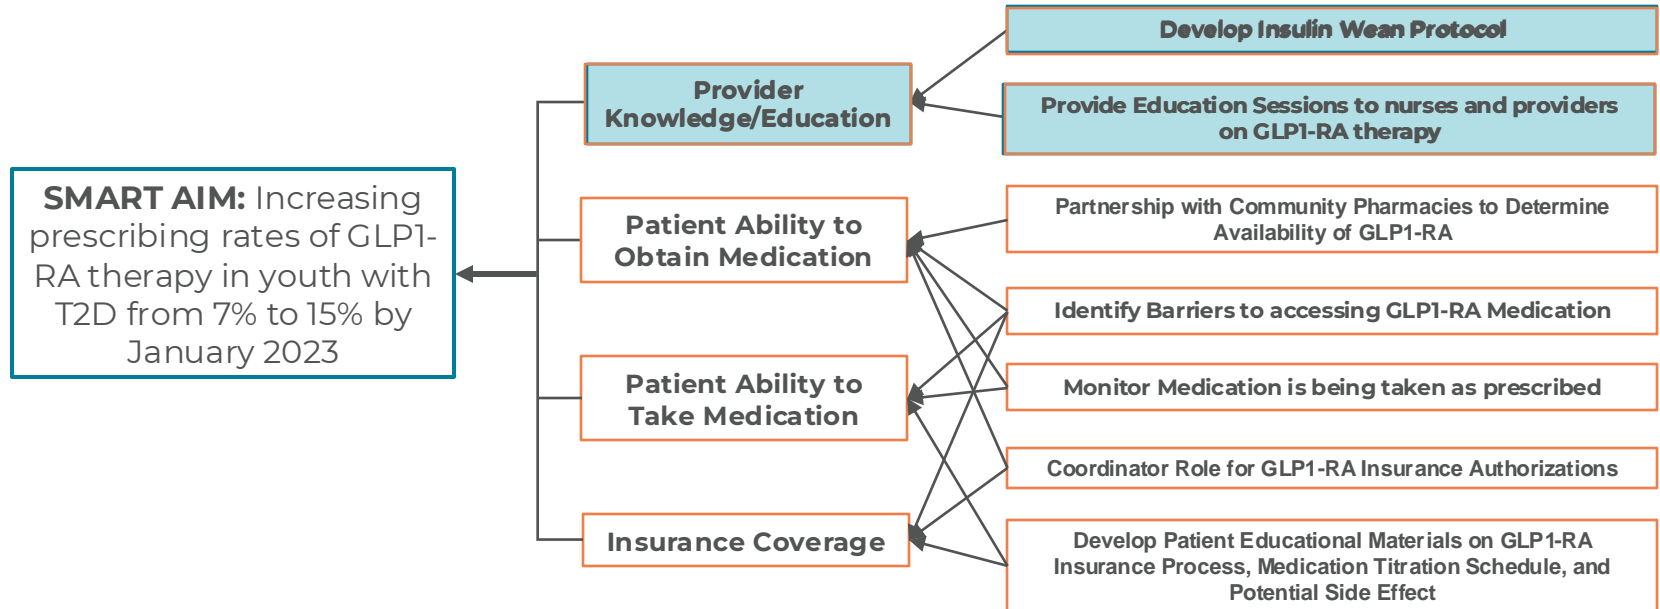 SMART AIM: Increasing
prescribing rates of GLP1-
RA therapy in youth with
T2D from 7% to 15% by
January 2023
Provider
Knowledge/Education
Patient Ability to
Obtain Medication
Patient Ability to
Take Medication
Insurance Coverage
Develop Insulin Wean Protocol
Provide Education Sessions to nurses and providers
on GLP1-RA therapy
Partnership with Community Pharmacies to Determine
Availability of GLP1-RA
Identify Barriers to accessing GLP1-RA Medication
Monitor Medication is being taken as prescribed
Coordinator Role for GLP1-RA Insurance Authorizations
Develop Patient Educational Materials on GLP1-RA
Insurance Process, Medication Titration Schedule, and
Potential Side Effect